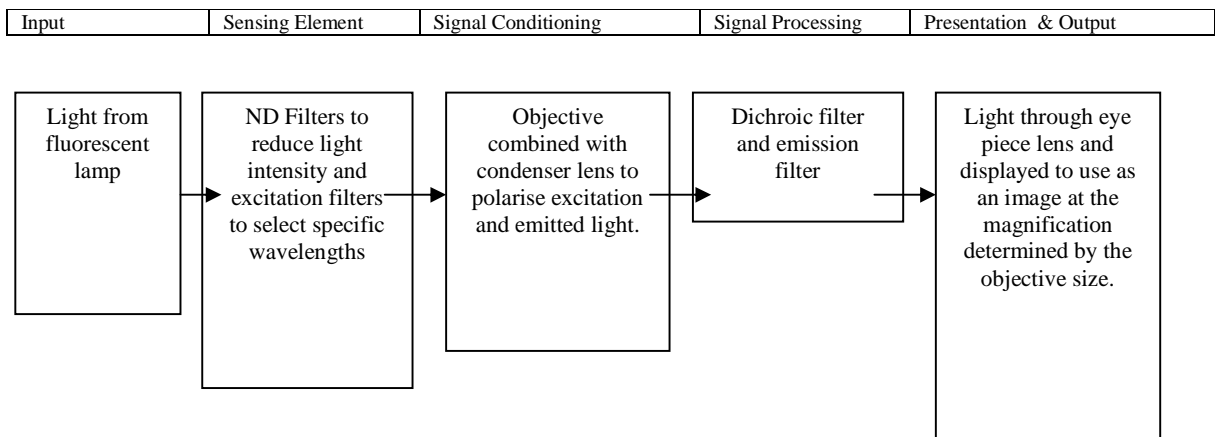 Input Sensing Element Signal Conditioning Signal Processing Presentation & Output
Light from
fluorescent
lamp
ND Filters to
reduce light
intensity and
excitation filters
to select specific
wavelengths
Objective
combined with
condenser lens to
polarise excitation
and emitted light.
Dichroic filter
and emission
filter
Light through eye
piece lens and
displayed to use as
an image at the
magnification
determined by the
objective size.